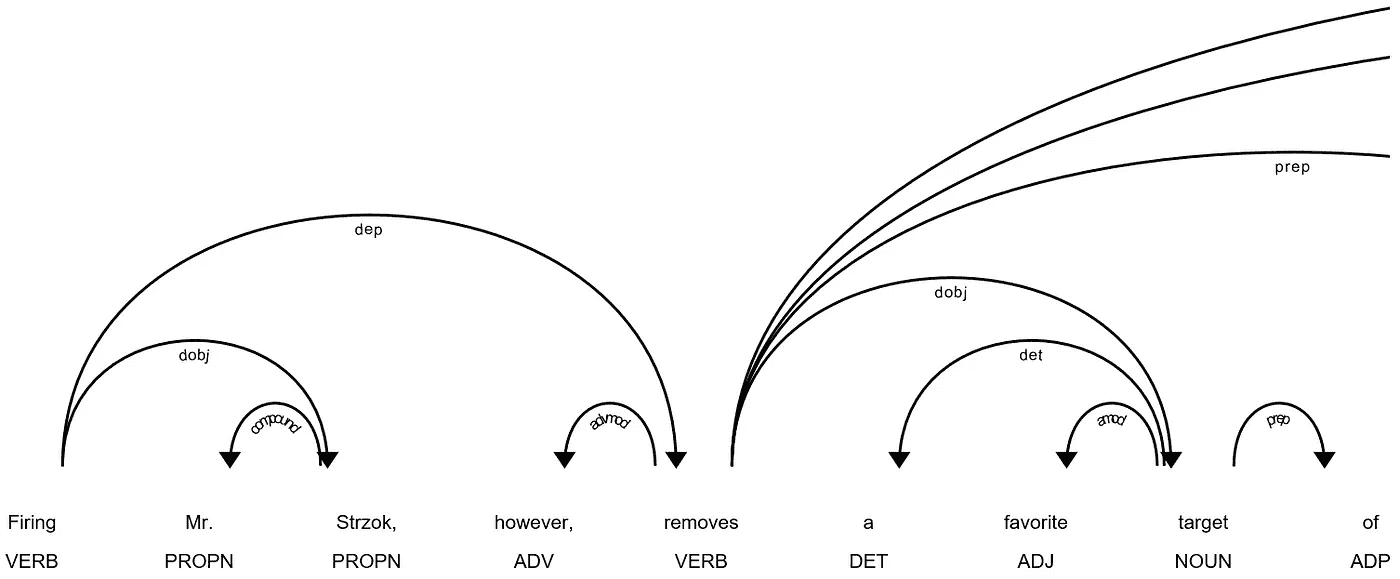 prep
dep
dobj
dobj det
compound advmod amod prep
Firing Mr. Strzok, however, removes a favorite target of
VERB PROPN PROPN ADV VERB DET ADJ NOUN ADP